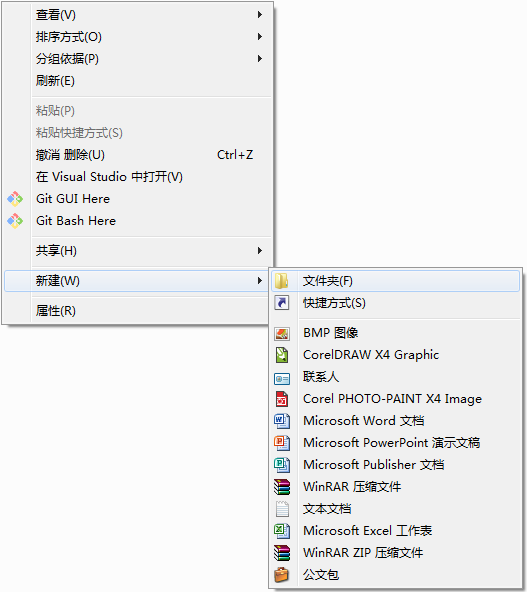 查看(V)
排序方式(O)
分组依据(P)
刷新(E)
粘贴(P)
粘贴快捷方式(S)
撤消 删除(U) Ctrl+Z
在 Visual Studio 中打开(V)
Git GUI Here
Git Bash Here
共享(H)
新建(W)
属性(R)
文件夹(F)
快捷方式(S)
BMP 图像
CorelDRAW X4 Graphic
联系人
Corel PHOTO-PAINT X4 Image
Microsoft Word 文档
Microsoft PowerPoint 演示文稿
Microsoft Publisher 文档
WinRAR 压缩文件
文本文档
Microsoft Excel 工作表
WinRAR ZIP 压缩文件
公文包